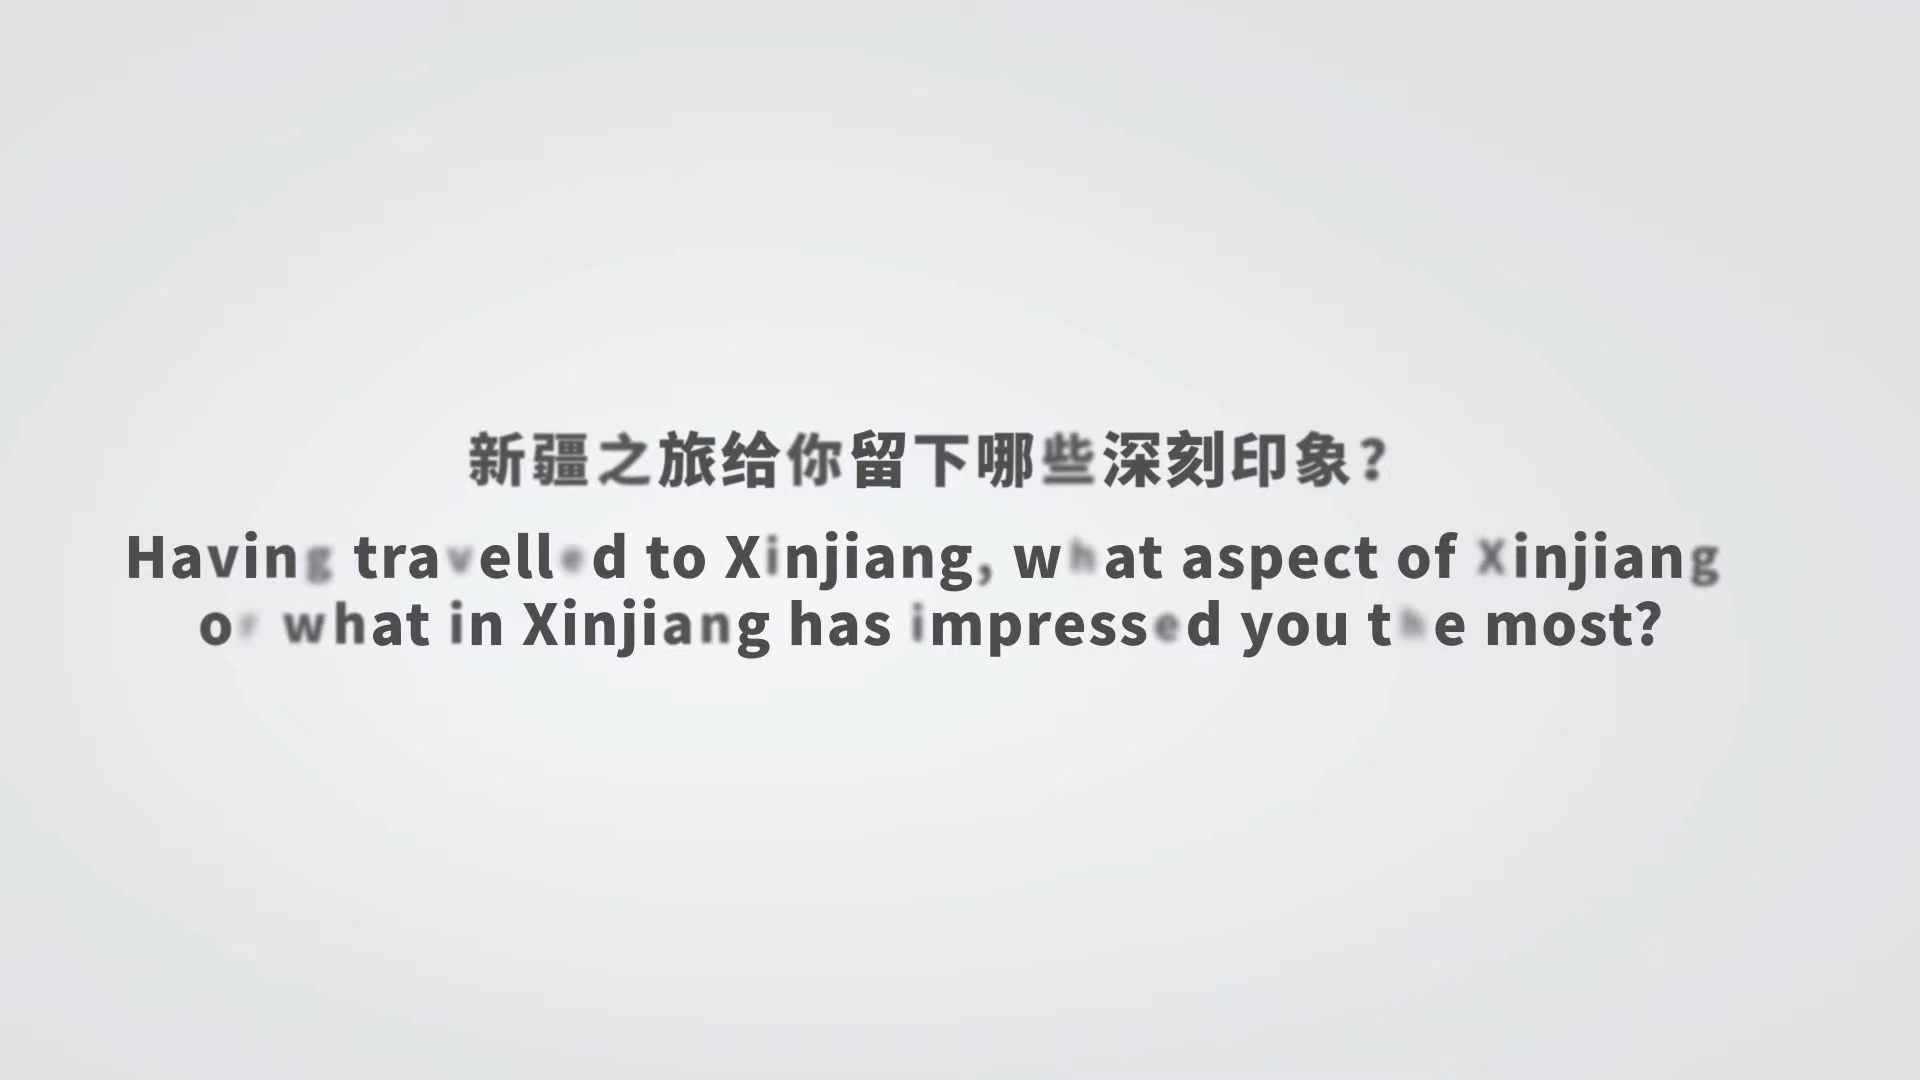 新疆之旅给你留下哪些深刻印象?
Having travelled to Xinjiang, what aspect of Xinjiang
or what in Xinjiang has impressed you the most?